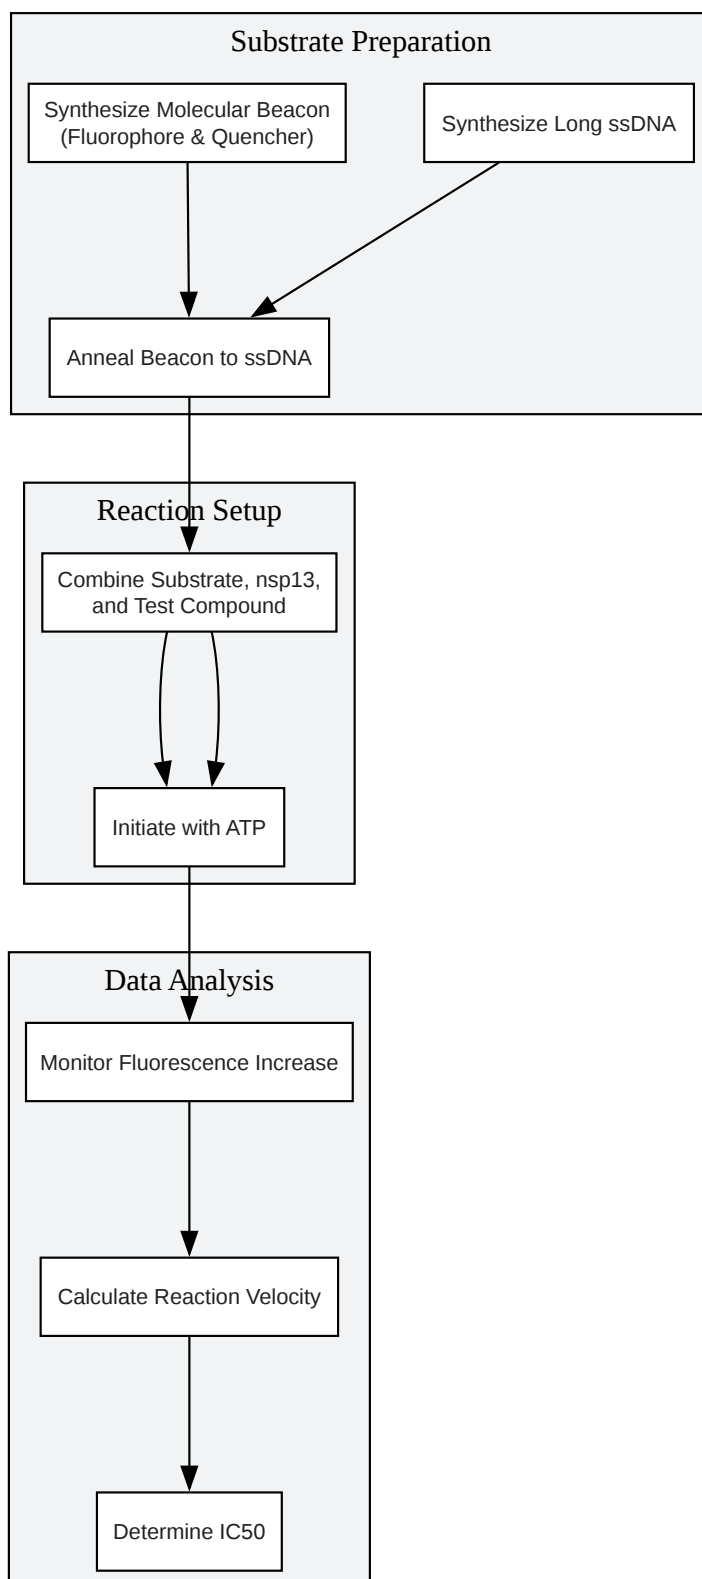 Substrate Preparation
Synthesize Molecular Beacon
(Fluorophore & Quencher)
Synthesize Long ssDNA
Anneal Beacon to ssDNA
Reaction Setup
Combine Substrate, nsp13,
and Test Compound
Initiate with ATP
Data Analysis
Monitor Fluorescence Increase
Calculate Reaction Velocity
Determine IC50